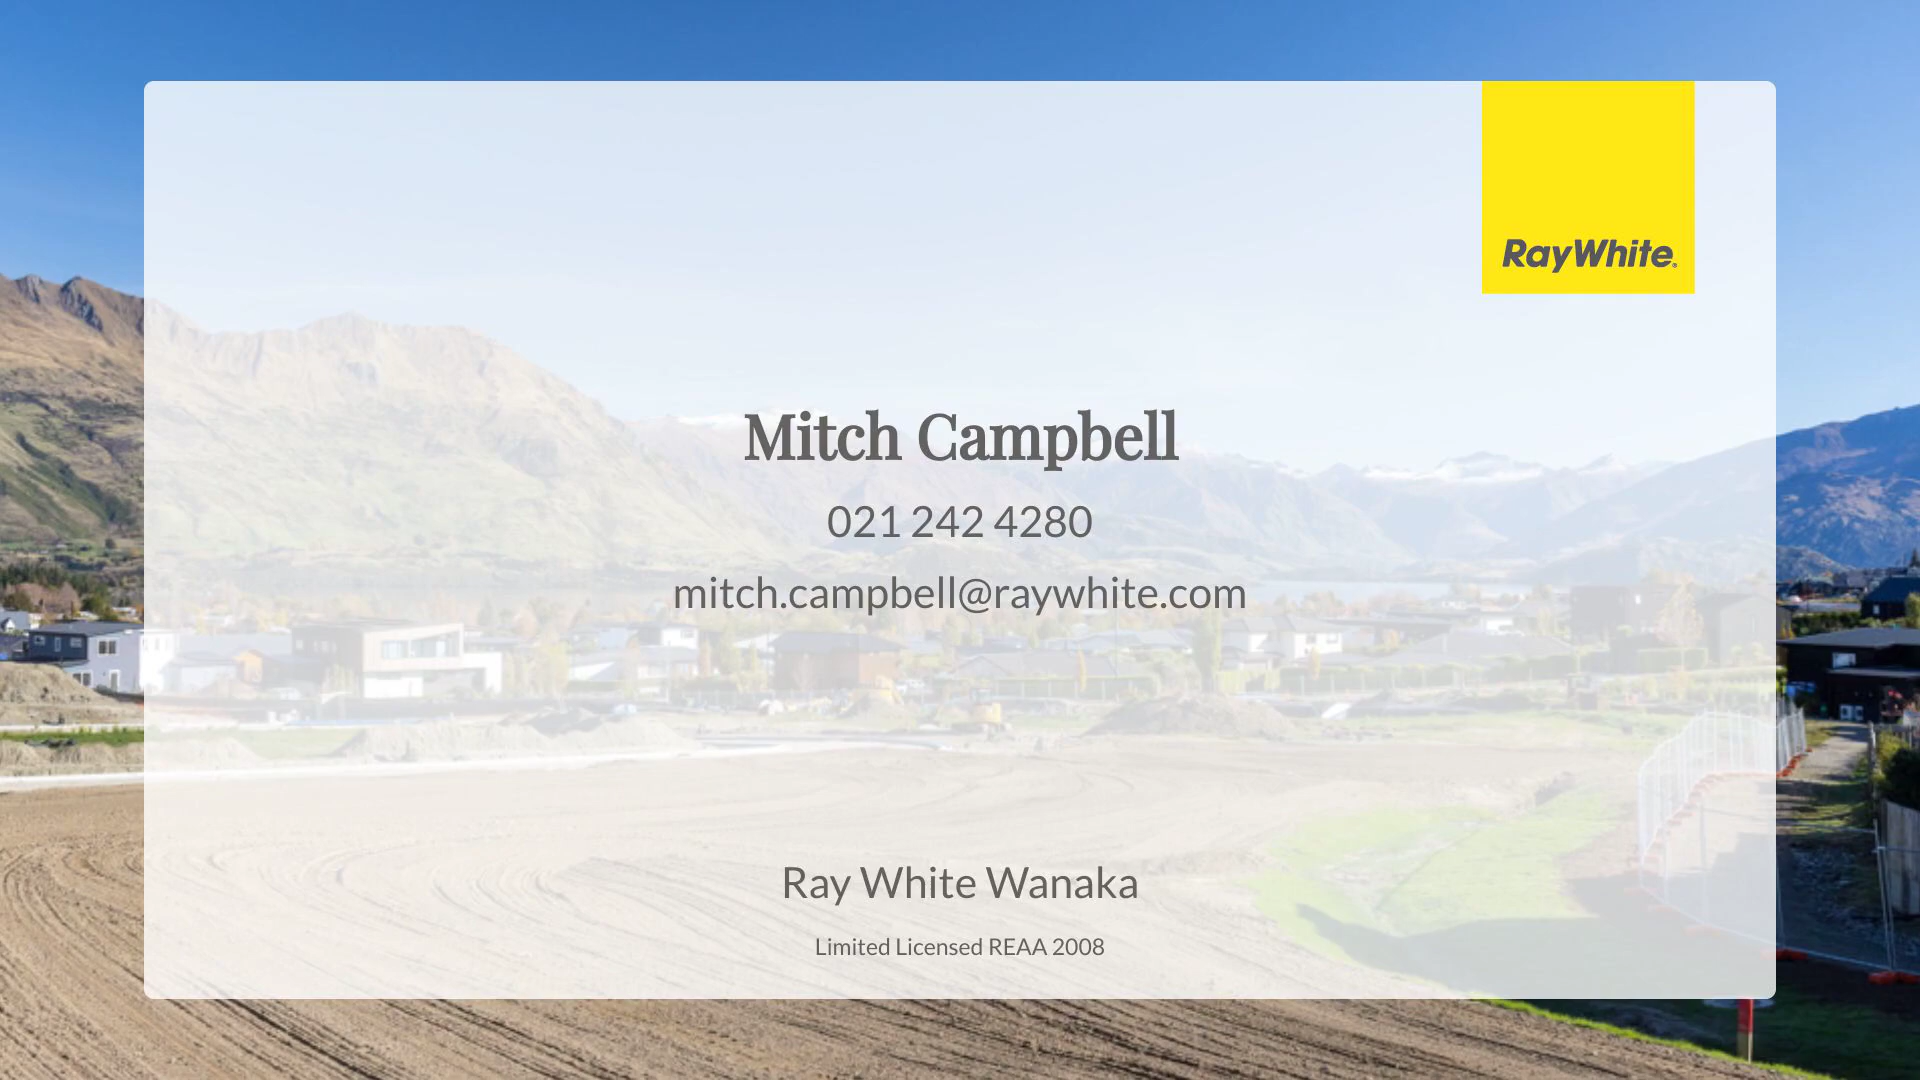 RayWhite.
Mitch Campbell
021 242 4280
mitch.campbell@raywhite.com
Ray White Wanaka
Limited Licensed REAA 2008